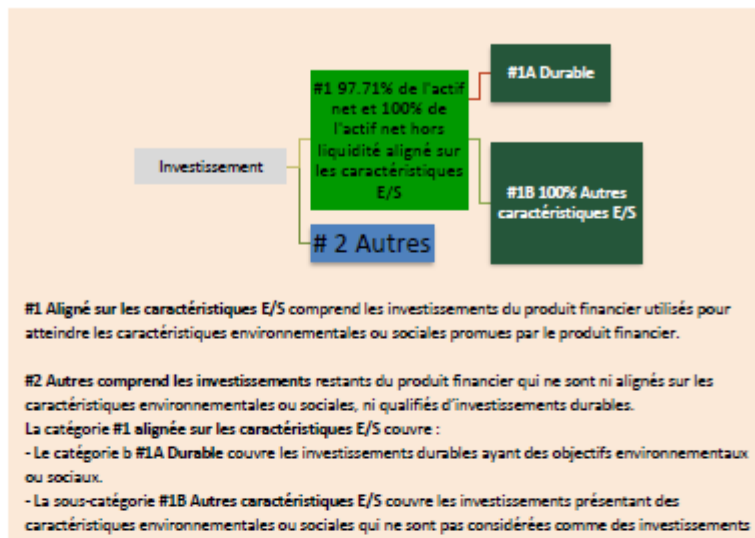 #1A Durable
#1 97.71% de l'actif
net et 100% de
l'actif net hors
liquidité aligné sur
les caractéristiques
E/S
Investissement
#1B 100% Autres
caractéristiques E/S
# 2 Autres
#1 Aligné sur les caractéristiques E/S comprend les investissements du produit financier utilisés pour
atteindre les caractéristiques environnementales ou sociales promues par le produit financier.
#2 Autres comprend les investissements restants du produit financier qui ne sont ni alignés sur les
caractéristiques environnementales ou sociales, ni qualifiés d'investissements durables.
La catégorie #1 alignée sur les caractéristiques E/S couvre :
- Le catégorie b #1A Durable couvre les investissements durables ayant des objectifs environnementaux
ou sociaux.
- La sous-catégorie #1B Autres caractéristiques E/S couvre les investissements présentant des
caractéristiques environnementales ou sociales qui ne sont pas considérées comme des investissements